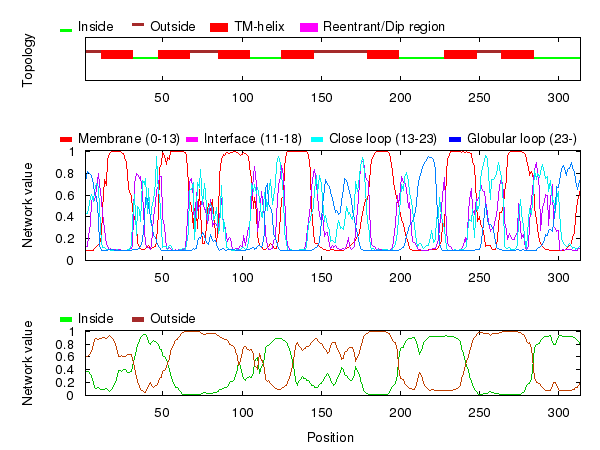 Inside Outside TM-helix Reentrant/Dip region
Topology
50 100 150 200 250 300
Membrane (0-13) Interface (11-18) Close loop (13-23) Globular loop (23-)
Network value
1
0.8
0.6
0.4
0.2
0
50 100 150 200 250 300
Inside Outside
Network value
1
0.8
0.6
0.4
0.2
0
50 100 150 200 250 300
Position